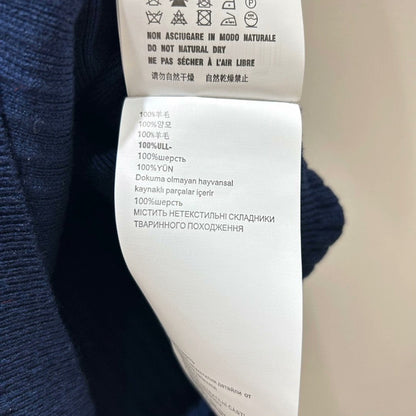 NON ASCIUGARE IN MODO NATURALE
DO NOT NATURAL DRY
NE PAS SÉCHER À L'AIR LIBRE
请勿自然干燥 自然乾燥禁止
100%羊毛
100%양모
100%羊毛
100%ULL-
100%шерсть
100%YÜN
Dokuma olmayan hayvansal
kaynaklı parçalar içerir
100%шерсть
МІСТИТЬ НЕТЕКСТИЛЬНІ СКЛАДНИКИ
ТВАРИННОГО ПОХОДЖЕННЯ